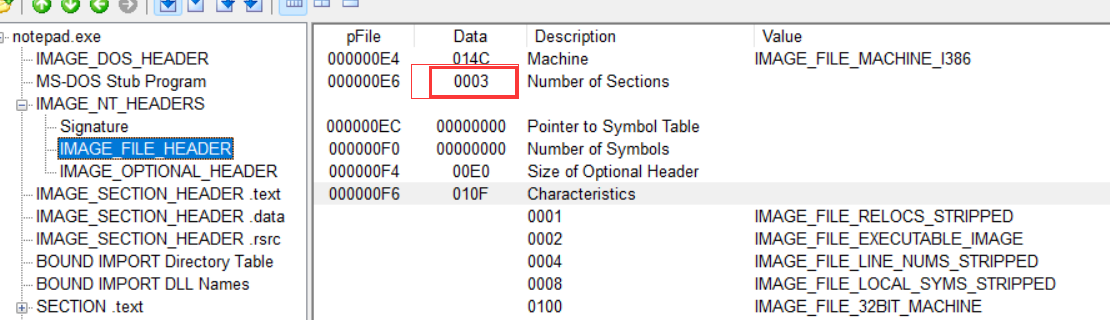 notepad.exe
IMAGE_DOS_HEADER
MS-DOS Stub Program
IMAGE_NT_HEADERS
Signature
IMAGE_FILE_HEADER
IMAGE_OPTIONAL_HEADER
IMAGE_SECTION_HEADER .text
IMAGE_SECTION_HEADER .data
IMAGE_SECTION_HEADER .rsrc
BOUND IMPORT Directory Table
BOUND IMPORT DLL Names
SECTION .text
pFile Data Description Value
000000E4 014C Machine IMAGE_FILE_MACHINE_I386
000000E6 0003 Number of Sections
000000EC 00000000 Pointer to Symbol Table
000000F0 00000000 Number of Symbols
000000F4 00E0 Size of Optional Header
000000F6 010F Characteristics
0001 IMAGE_FILE_RELOCS_STRIPPED
0002 IMAGE_FILE_EXECUTABLE_IMAGE
0004 IMAGE_FILE_LINE_NUMS_STRIPPED
0008 IMAGE_FILE_LOCAL_SYMS_STRIPPED
0100 IMAGE_FILE_32BIT_MACHINE